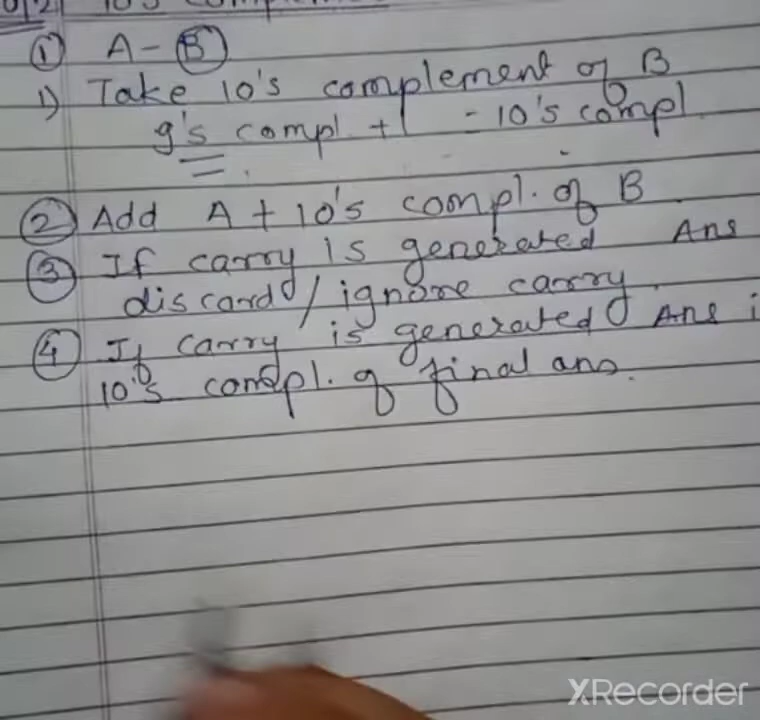 10's
① A - B
1) Take 10's complement of B
9's compl. + 1 = 10's compl.
② Add A + 10's compl. of B
③ If carry is generated Ans
discard / ignore carry.
④ If carry is generated Ans i
10's compl. of final ans.
XRecorder